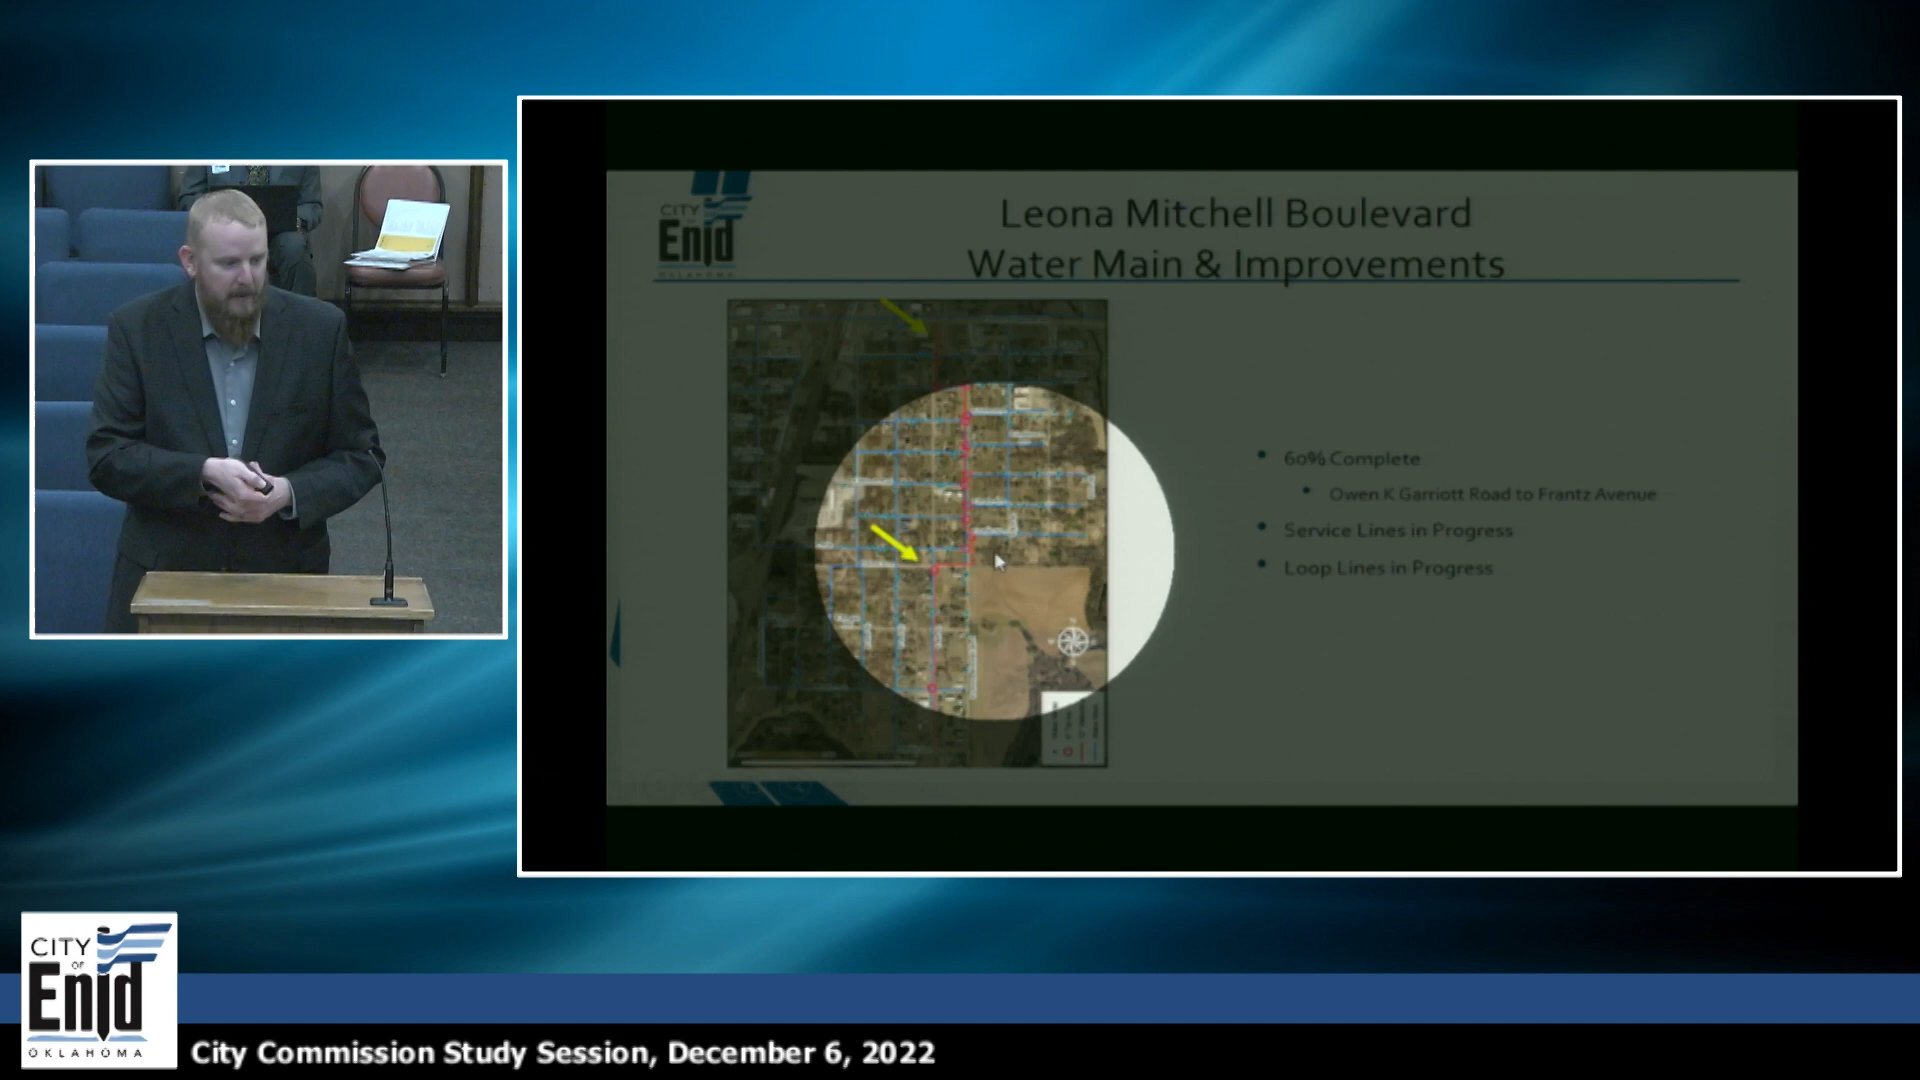 CITY
OF
Enid
OKLAHOMA
Leona Mitchell Boulevard
Water Main & Improvements
• 60% Complete
• Owen K Garriott Road to Frantz Avenue
• Service Lines in Progress
• Loop Lines in Progress
CITY
OF
Enid
OKLAHOMA
City Commission Study Session, December 6, 2022